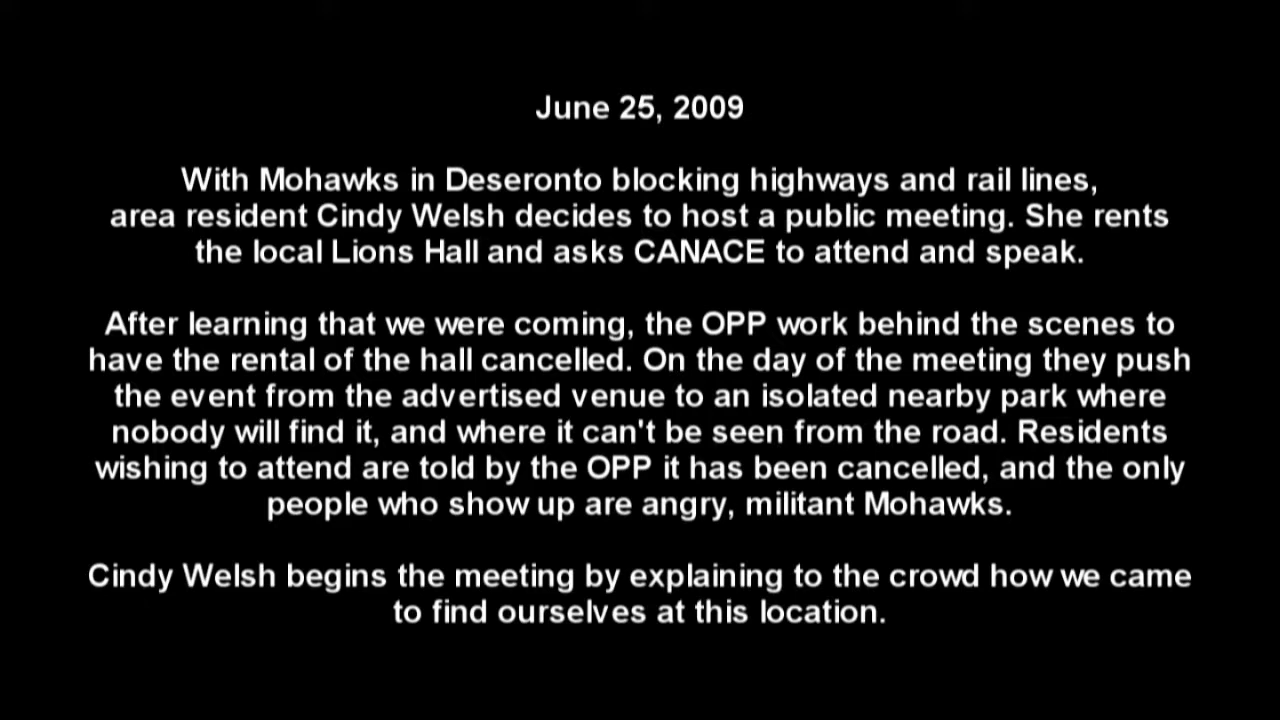 June 25, 2009
With Mohawks in Deseronto blocking highways and rail lines,
area resident Cindy Welsh decides to host a public meeting. She rents
the local Lions Hall and asks CANACE to attend and speak.
After learning that we were coming, the OPP work behind the scenes to
have the rental of the hall cancelled. On the day of the meeting they push
the event from the advertised venue to an isolated nearby park where
nobody will find it, and where it can't be seen from the road. Residents
wishing to attend are told by the OPP it has been cancelled, and the only
people who show up are angry, militant Mohawks.
Cindy Welsh begins the meeting by explaining to the crowd how we came
to find ourselves at this location.